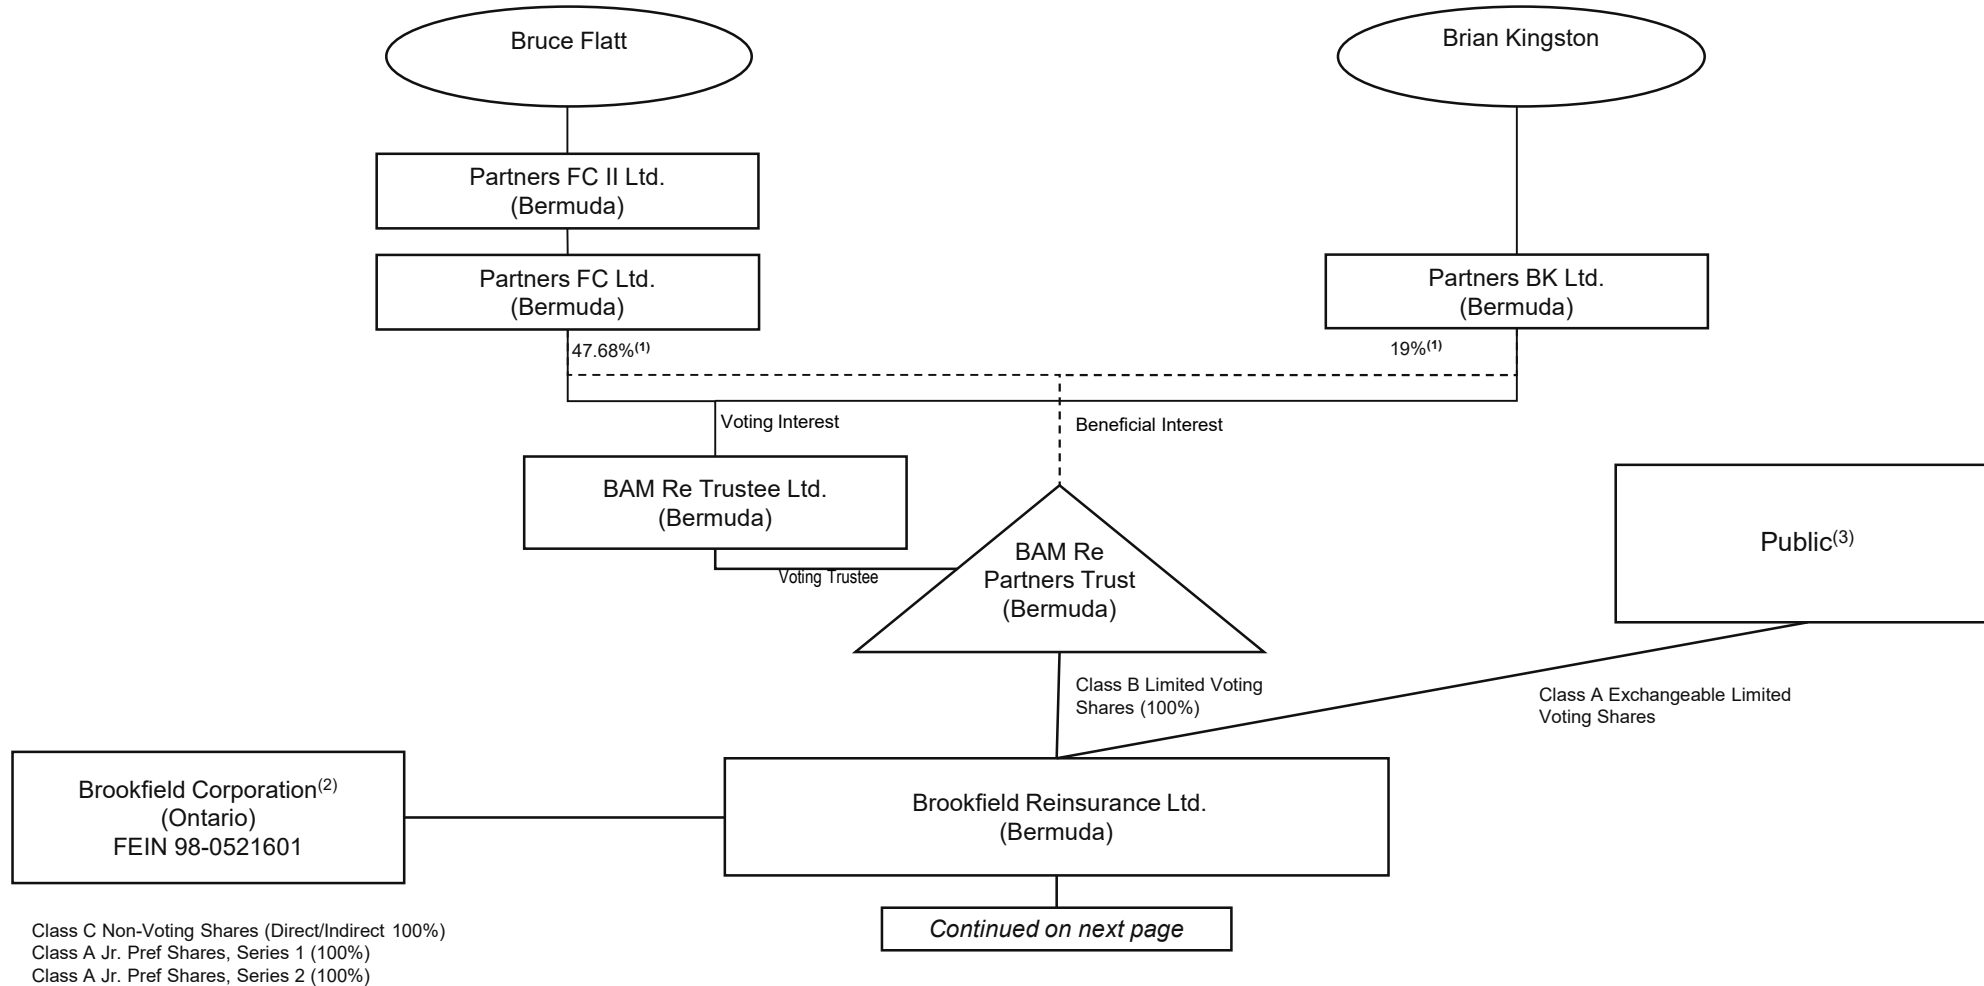 Bruce Flatt
Brian Kingston
Partners FC II Ltd.
(Bermuda)
Partners FC Ltd.
(Bermuda)
Partners BK Ltd.
(Bermuda)
47.68%(1)
19%(1)
Voting Interest
Beneficial Interest
BAM Re Trustee Ltd.
(Bermuda)
Voting Trustee
BAM Re
Partners Trust
(Bermuda)
Public(3)
Class B Limited Voting
Shares (100%)
Class A Exchangeable Limited
Voting Shares
Brookfield Corporation(2)
(Ontario)
FEIN 98-0521601
Brookfield Reinsurance Ltd.
(Bermuda)
Continued on next page
Class C Non-Voting Shares (Direct/Indirect 100%)
Class A Jr. Pref Shares, Series 1 (100%)
Class A Jr. Pref Shares, Series 2 (100%)